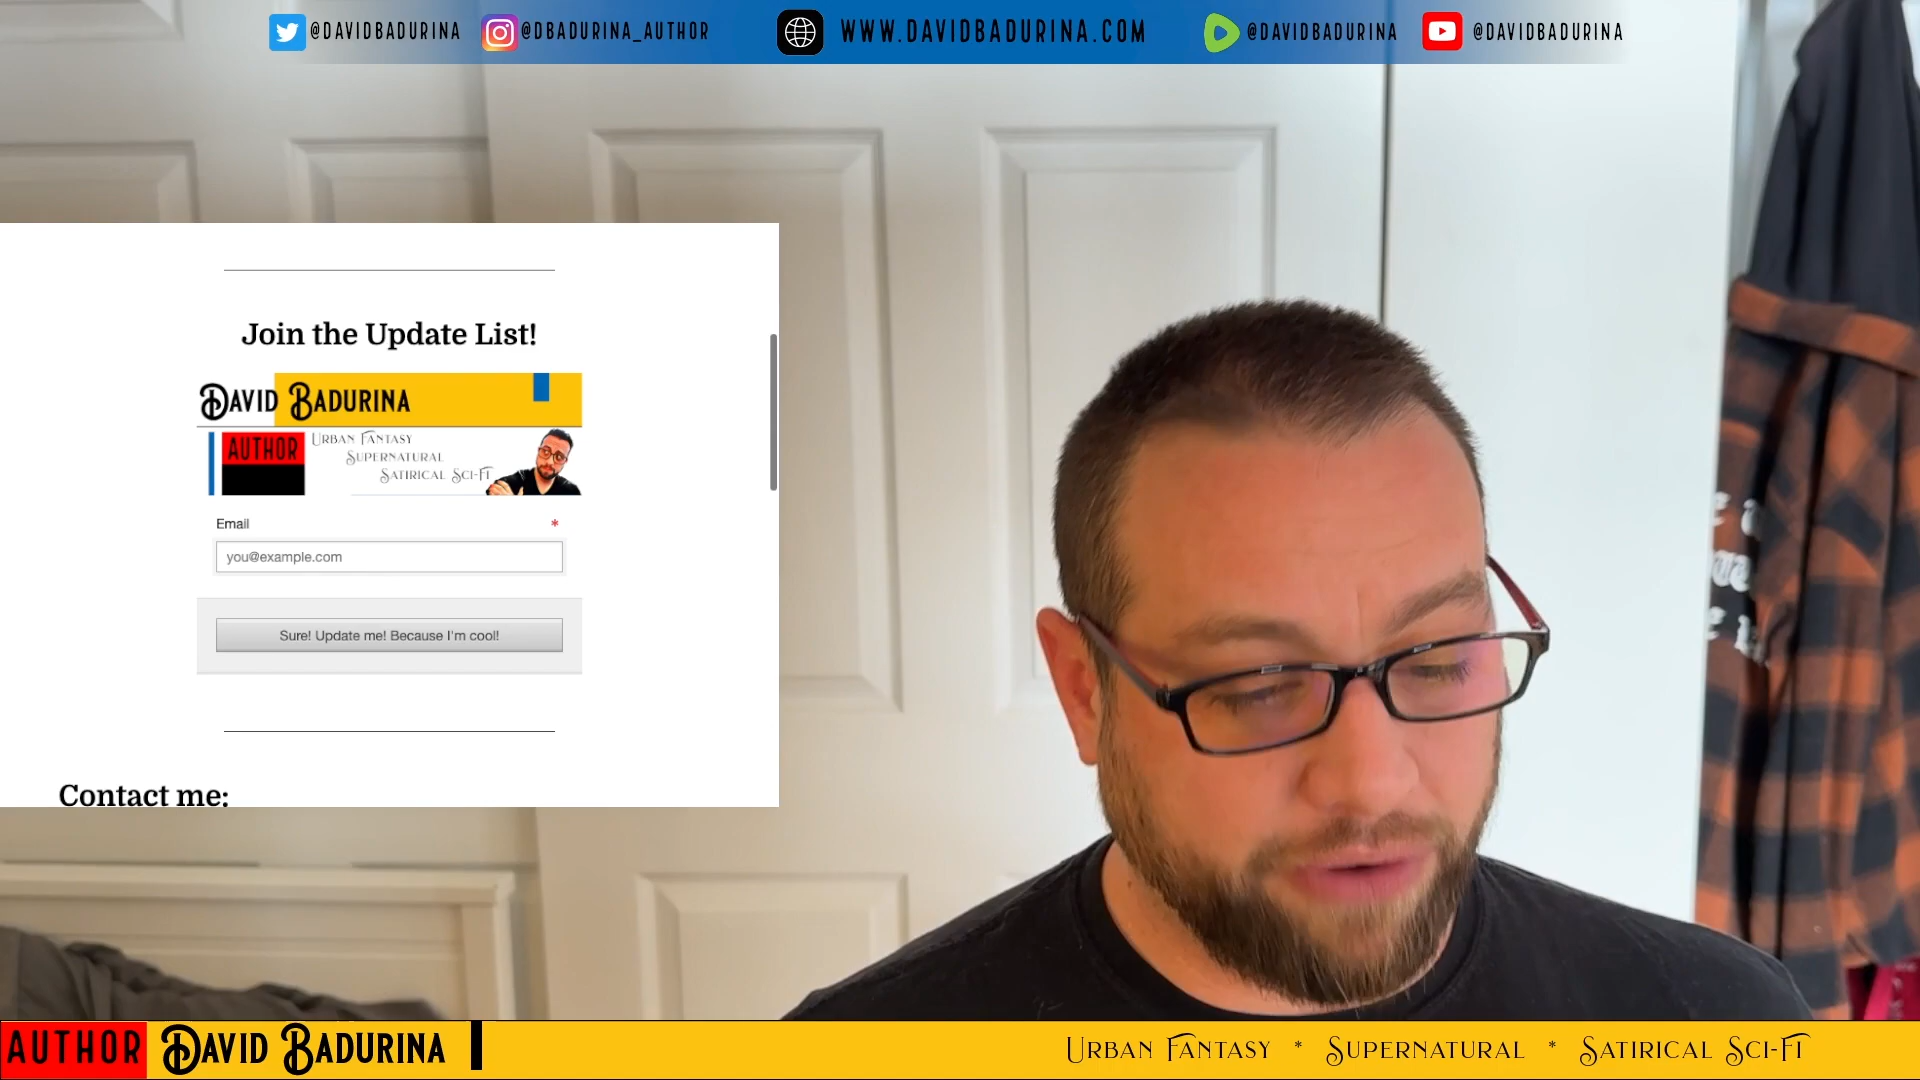 @DAVIDBADURINA
@DBADURINA_AUTHOR
WWW.DAVIDBADURINA.COM
@DAVIDBADURINA
@DAVIDBADURINA
Join the Update List!
DAVID BADURINA
AUTHOR
URBAN FANTASY
SUPERNATURAL
SATIRICAL SCI-FI
Email *
you@example.com
Sure! Update me! Because I'm cool!
Contact me:
AUTHOR DAVID BADURINA
URBAN FANTASY * SUPERNATURAL * SATIRICAL SCI-FI